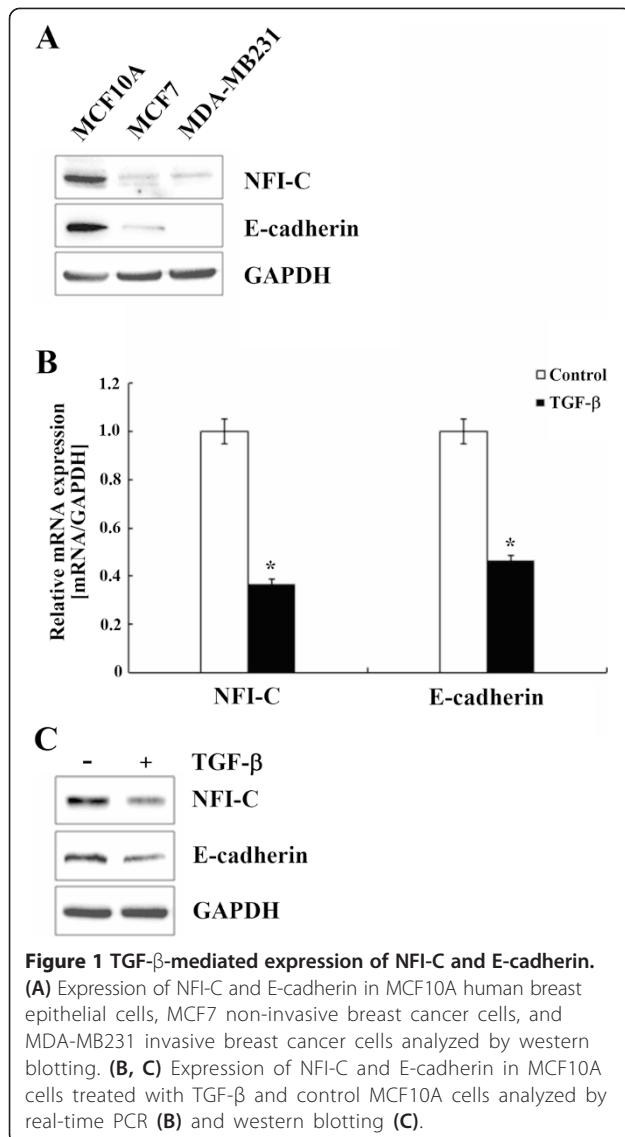 A
MCF10A
MCF7
MDA-MB231
NFI-C
E-cadherin
GAPDH
B
Relative mRNA expression
[mRNA/GAPDH]
1.2
1.0
0.8
0.6
0.4
0.2
0
Control
TGF-β
*
*
NFI-C
E-cadherin
C
- + TGF-β
NFI-C
E-cadherin
GAPDH
Figure 1 TGF-β-mediated expression of NFI-C and E-cadherin.
(A) Expression of NFI-C and E-cadherin in MCF10A human breast
epithelial cells, MCF7 non-invasive breast cancer cells, and
MDA-MB231 invasive breast cancer cells analyzed by western
blotting. (B, C) Expression of NFI-C and E-cadherin in MCF10A
cells treated with TGF-β and control MCF10A cells analyzed by
real-time PCR (B) and western blotting (C).